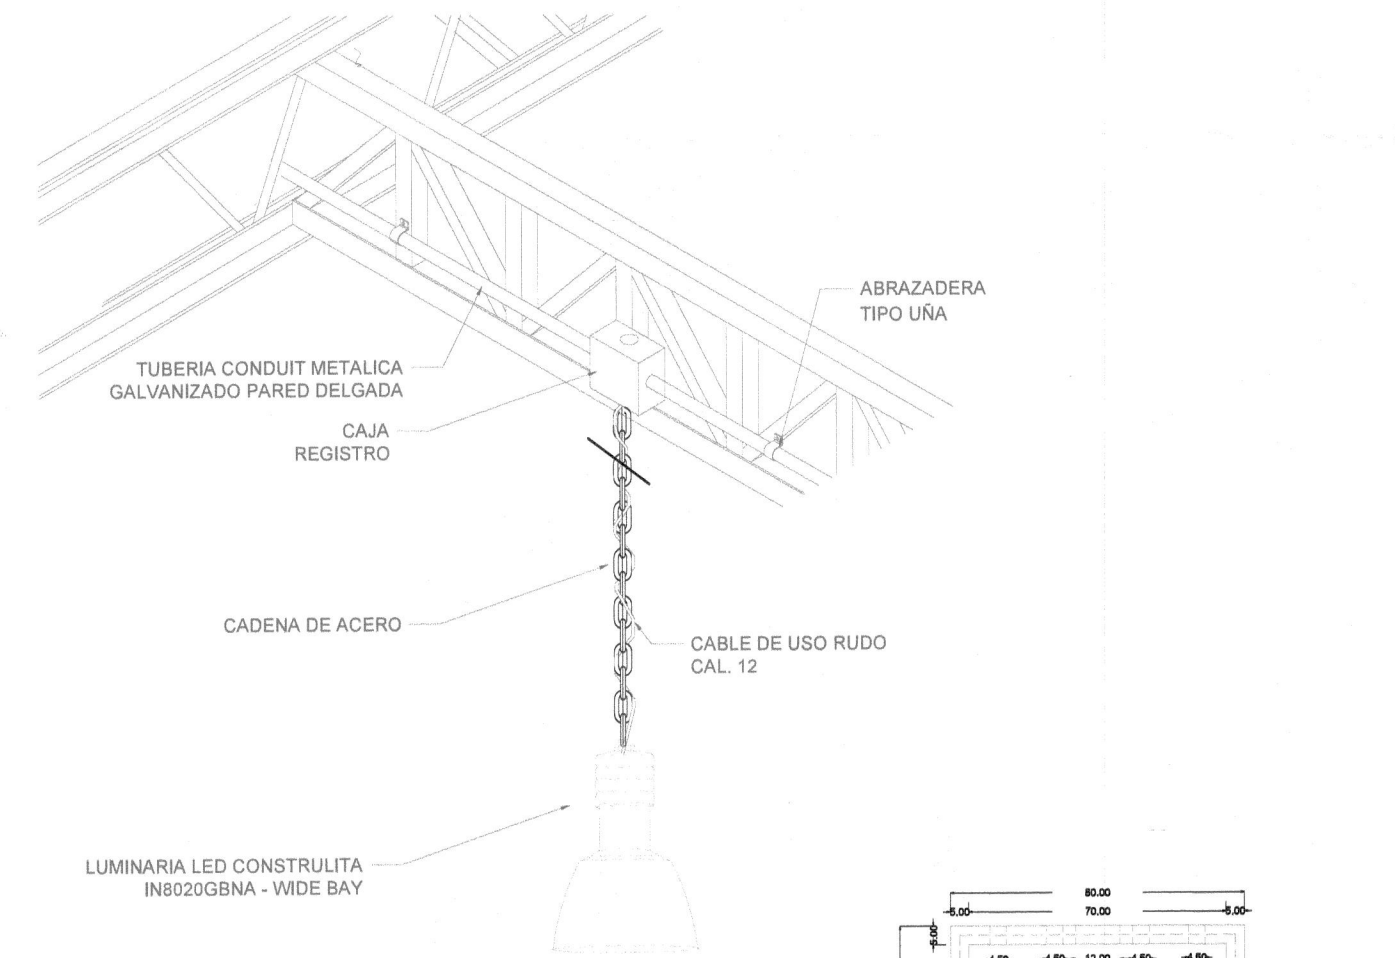 ABRAZADERA
TIPO UÑA
TUBERIA CONDUIT METALICA
GALVANIZADO PARED DELGADA
CAJA
REGISTRO
CADENA DE ACERO
CABLE DE USO RUDO
CAL. 12
LUMINARIA LED CONSTRULITA
IN8020GBNA - WIDE BAY
80.00
5.00 70.00 5.00
5.00